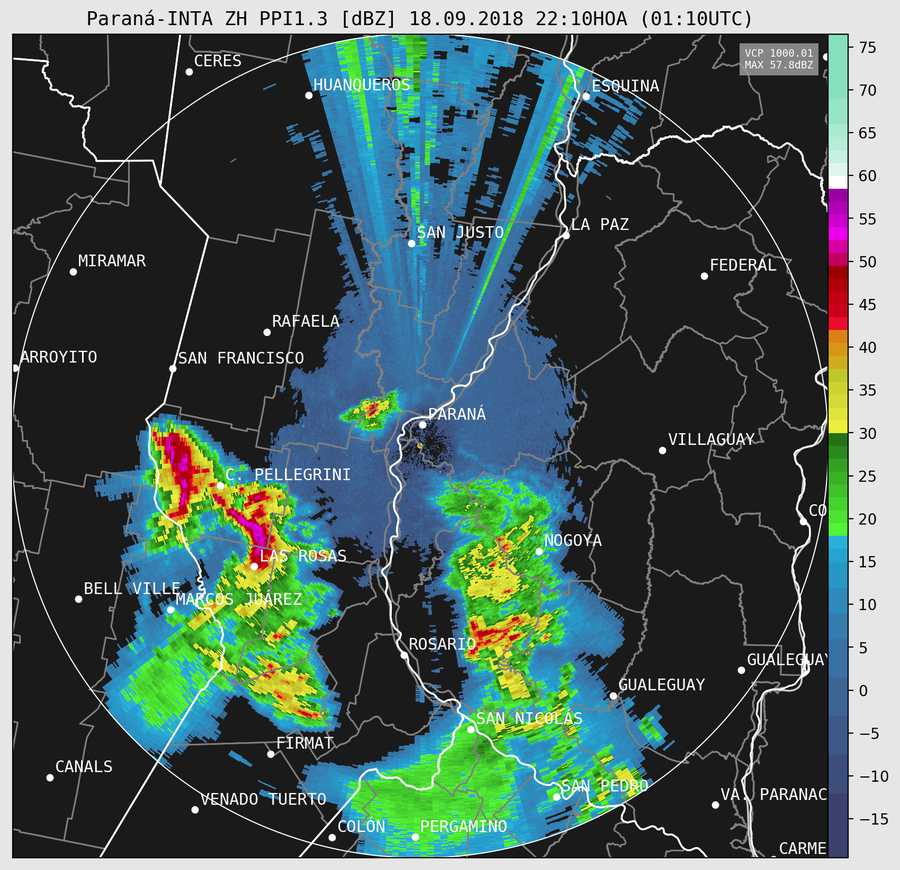 Paraná-INTA ZH PPI1.3 [dBZ] 18.09.2018 22:10HOA (01:10UTC)
VCP 1000.01
MAX 57.8dBZ
CERES
HUANQUEROS
ESQUINA
SAN JUSTO
LA PAZ
MIRAMAR
FEDERAL
RAFAELA
ARROYITO
SAN FRANCISCO
PARANÁ
VILLAGUAY
C. PELLEGRINI
CO
NOGOYA
LAS ROSAS
BELL VILLE
MARCOS JUÁREZ
ROSARIO
GUALEGUAY
GUALEGUAY
SAN NICOLÁS
FIRMAT
CANALS
SAN PEDRO
VENADO TUERTO
VA. PARANAC
COLÓN
PERGAMINO
CARME
75
70
65
60
55
50
45
40
35
30
25
20
15
10
5
0
−5
−10
−15